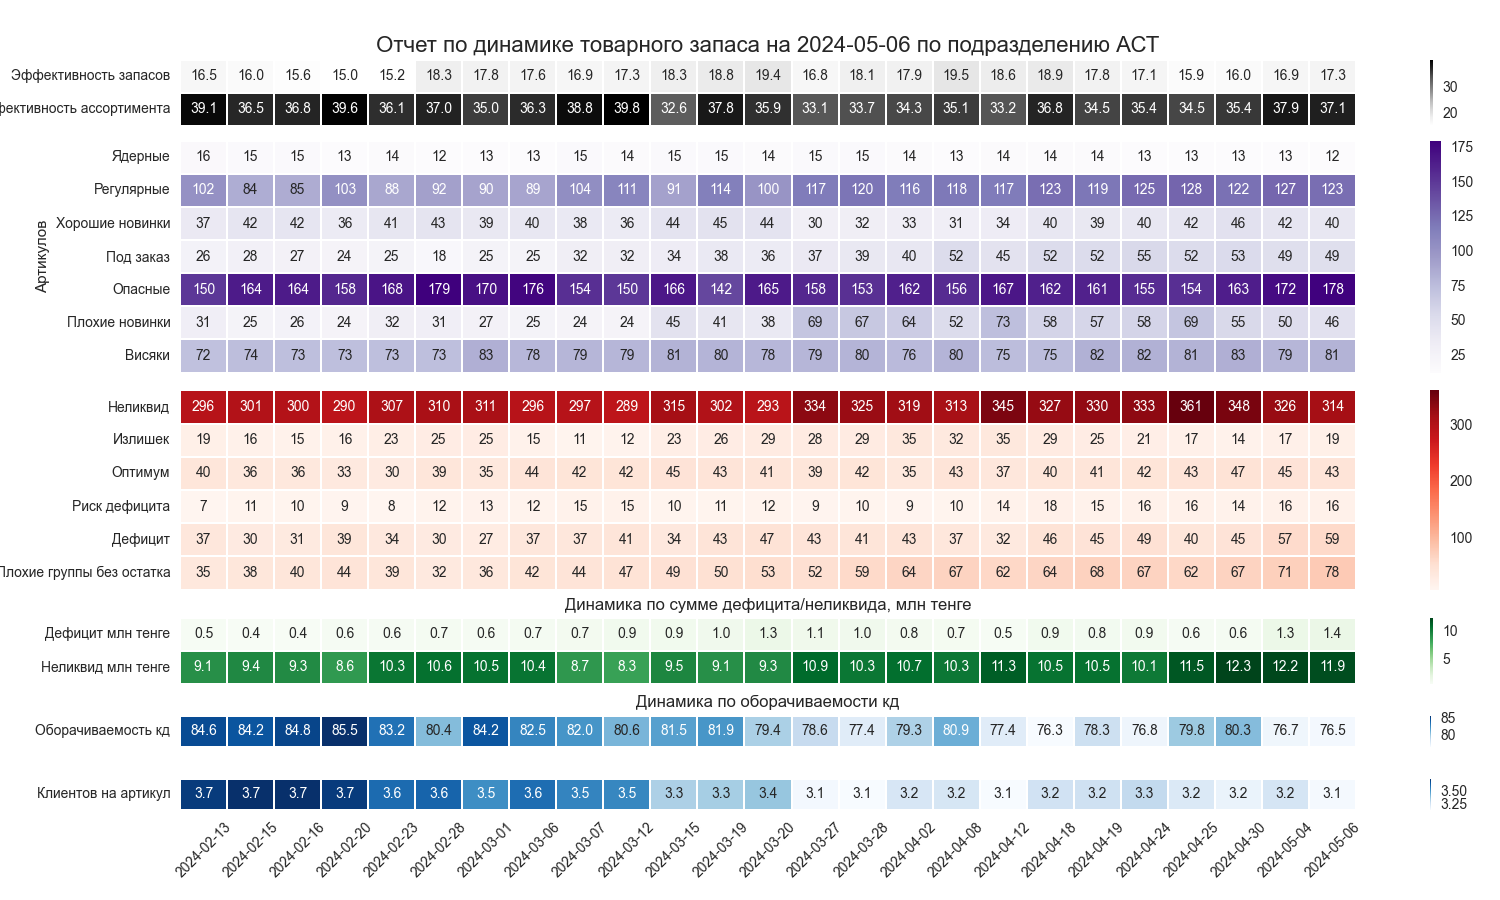 Отчет по динамике товарного запаса на 2024-05-06 по подразделению АСТ
Эффективность запасов 16.5 16.0 15.6 15.0 15.2 18.3 17.8 17.6 16.9 17.3 18.3 18.8 19.4 16.8 18.1 17.9 19.5 18.6 18.9 17.8 17.1 15.9 16.0 16.9 17.3
фективность ассортимента 39.1 36.5 36.8 39.6 36.1 37.0 35.0 36.3 38.8 39.8 32.6 37.8 35.9 33.1 33.7 34.3 35.1 33.2 36.8 34.5 35.4 34.5 35.4 37.9 37.1
30
20
Артикулов
Ядерные 16 15 15 13 14 12 13 13 15 14 15 15 14 15 15 14 13 14 14 14 13 13 13 13 12
Регулярные 102 84 85 103 88 92 90 89 104 111 91 114 100 117 120 116 118 117 123 119 125 128 122 127 123
Хорошие новинки 37 42 42 36 41 43 39 40 38 36 44 45 44 30 32 33 31 34 40 39 40 42 46 42 40
Под заказ 26 28 27 24 25 18 25 25 32 32 34 38 36 37 39 40 52 45 52 52 55 52 53 49 49
Опасные 150 164 164 158 168 179 170 176 154 150 166 142 165 158 153 162 156 167 162 161 155 154 163 172 178
Плохие новинки 31 25 26 24 32 31 27 25 24 24 45 41 38 69 67 64 52 73 58 57 58 69 55 50 46
Висяки 72 74 73 73 73 73 83 78 79 79 81 80 78 79 80 76 80 75 75 82 82 81 83 79 81
175
150
125
100
75
50
25
Неликвид 296 301 300 290 307 310 311 296 297 289 315 302 293 334 325 319 313 345 327 330 333 361 348 326 314
Излишек 19 16 15 16 23 25 25 15 11 12 23 26 29 28 29 35 32 35 29 25 21 17 14 17 19
Оптимум 40 36 36 33 30 39 35 44 42 42 45 43 41 39 42 35 43 37 40 41 42 43 47 45 43
Риск дефицита 7 11 10 9 8 12 13 12 15 15 10 11 12 9 10 9 10 14 18 15 16 16 14 16 16
Дефицит 37 30 31 39 34 30 27 37 37 41 34 43 47 43 41 43 37 32 46 45 49 40 45 57 59
Плохие группы без остатка 35 38 40 44 39 32 36 42 44 47 49 50 53 52 59 64 67 62 64 68 67 62 67 71 78
300
200
100
Динамика по сумме дефицита/неликвида, млн тенге
Дефицит млн тенге 0.5 0.4 0.4 0.6 0.6 0.7 0.6 0.7 0.7 0.9 0.9 1.0 1.3 1.1 1.0 0.8 0.7 0.5 0.9 0.8 0.9 0.6 0.6 1.3 1.4
Неликвид млн тенге 9.1 9.4 9.3 8.6 10.3 10.6 10.5 10.4 8.7 8.3 9.5 9.1 9.3 10.9 10.3 10.7 10.3 11.3 10.5 10.5 10.1 11.5 12.3 12.2 11.9
10
5
Динамика по оборачиваемости кд
Оборачиваемость кд 84.6 84.2 84.8 85.5 83.2 80.4 84.2 82.5 82.0 80.6 81.5 81.9 79.4 78.6 77.4 79.3 80.9 77.4 76.3 78.3 76.8 79.8 80.3 76.7 76.5
85
80
Клиентов на артикул 3.7 3.7 3.7 3.7 3.6 3.6 3.5 3.6 3.5 3.5 3.3 3.3 3.4 3.1 3.1 3.2 3.2 3.1 3.2 3.2 3.3 3.2 3.2 3.2 3.1
3.50
3.25
2024-02-13 2024-02-15 2024-02-16 2024-02-20 2024-02-23 2024-02-28 2024-03-01 2024-03-06 2024-03-07 2024-03-12 2024-03-15 2024-03-19 2024-03-20 2024-03-27 2024-03-28 2024-04-02 2024-04-08 2024-04-12 2024-04-18 2024-04-19 2024-04-24 2024-04-25 2024-04-30 2024-05-04 2024-05-06